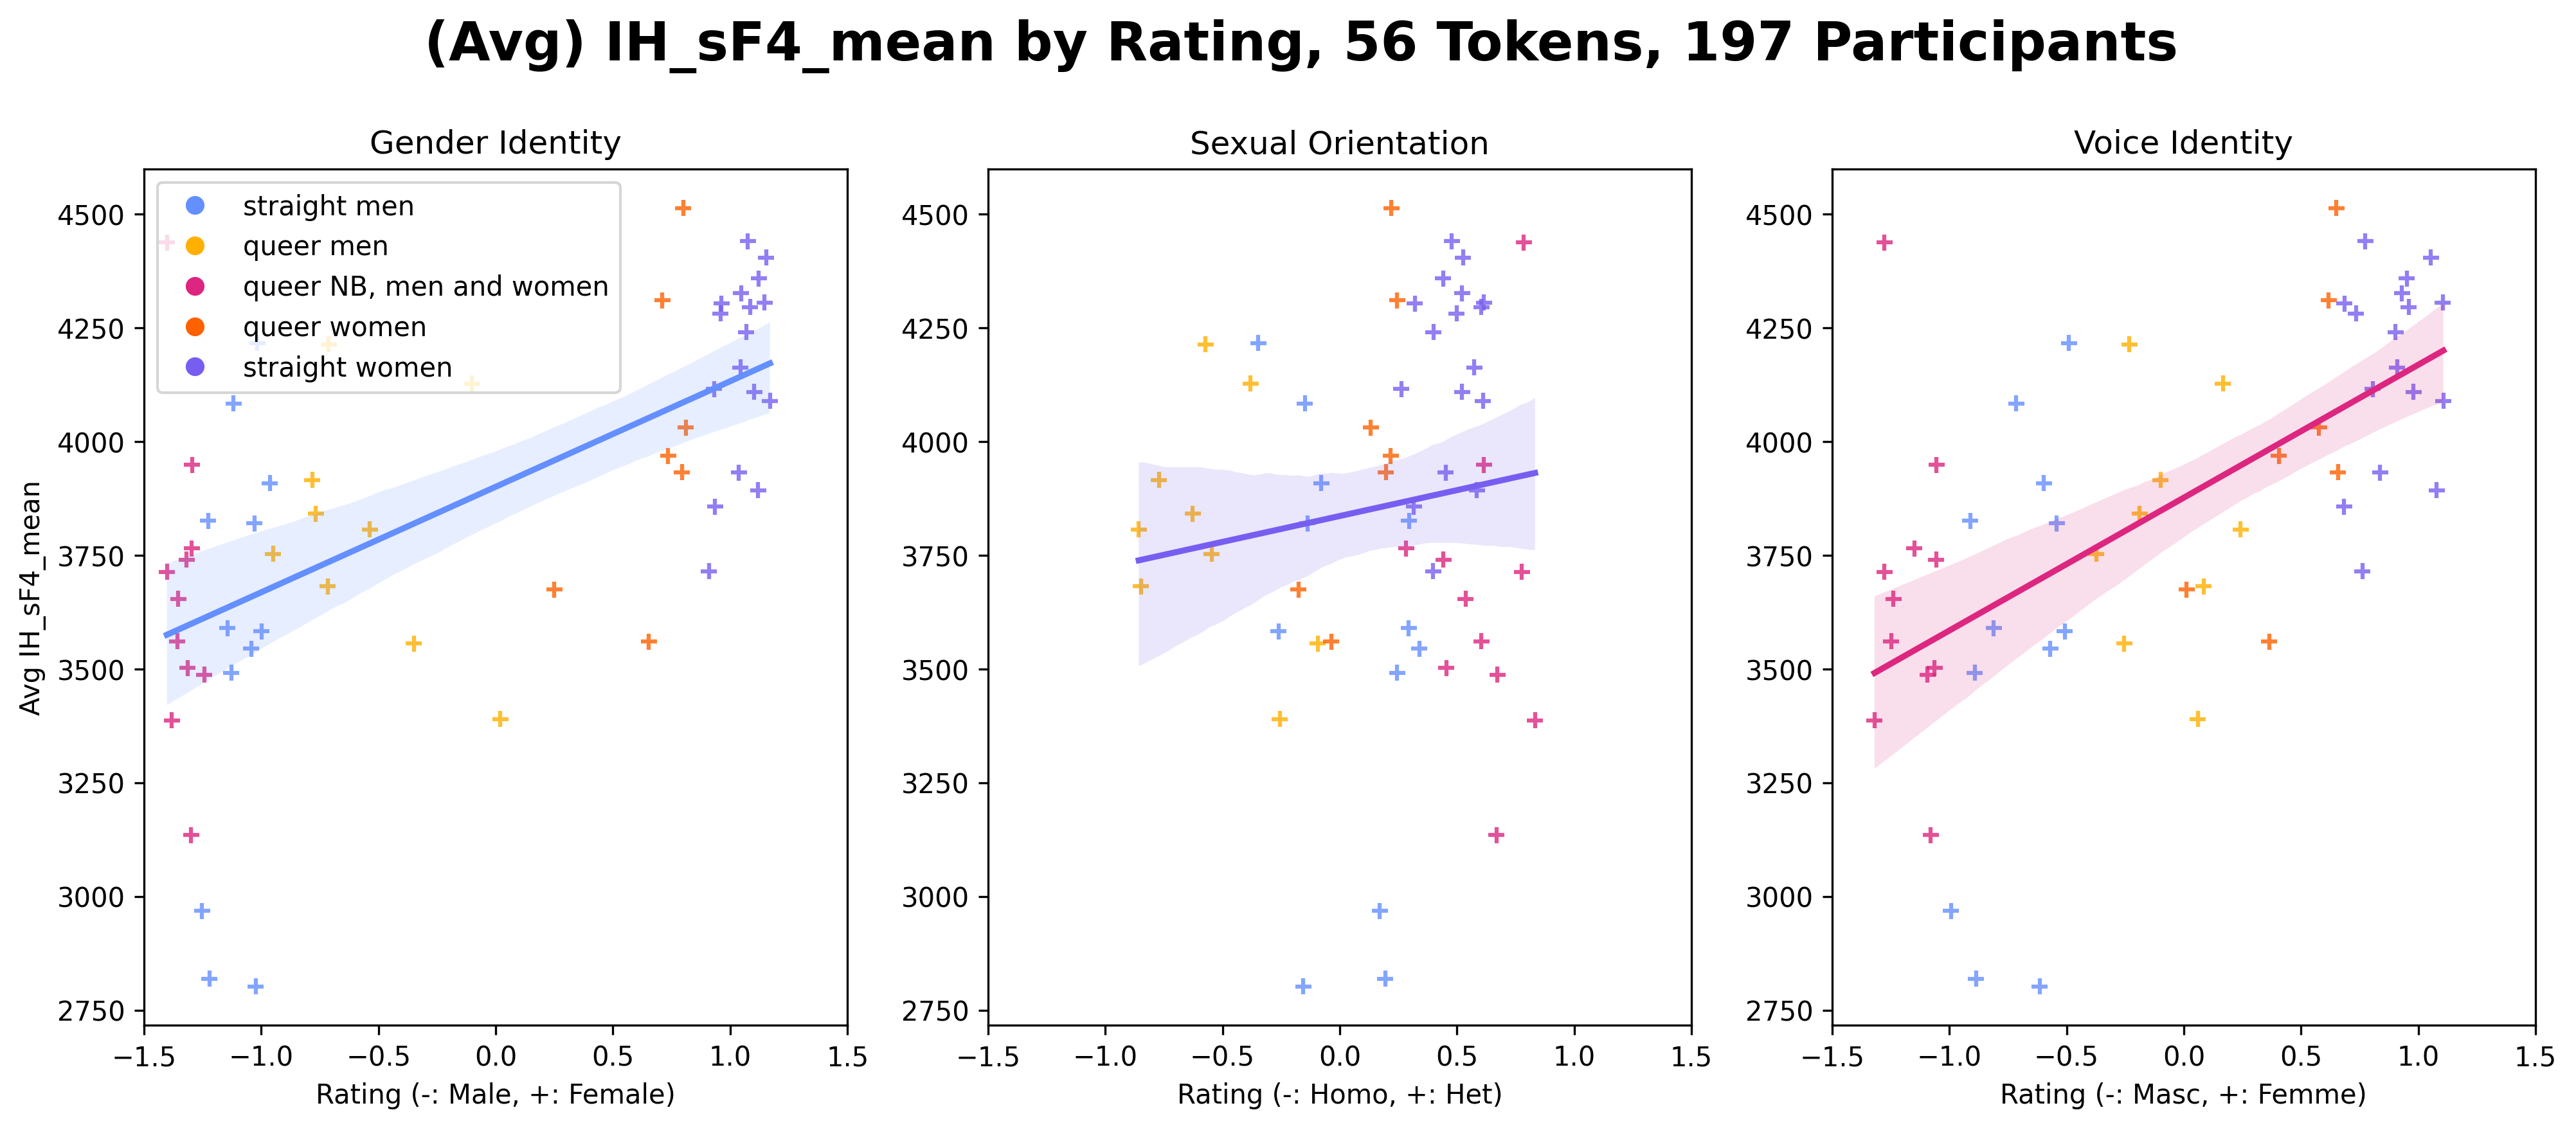 (Avg) IH_sF4_mean by Rating, 56 Tokens, 197 Participants
Gender Identity
straight men
queer men
queer NB, men and women
queer women
straight women
4500
4250
4000
3750
3500
3250
3000
2750
Avg IH_sF4_mean
−1.5 −1.0 −0.5 0.0 0.5 1.0 1.5
Rating (-: Male, +: Female)
Sexual Orientation
4500
4250
4000
3750
3500
3250
3000
2750
−1.5 −1.0 −0.5 0.0 0.5 1.0 1.5
Rating (-: Homo, +: Het)
Voice Identity
4500
4250
4000
3750
3500
3250
3000
2750
−1.5 −1.0 −0.5 0.0 0.5 1.0 1.5
Rating (-: Masc, +: Femme)